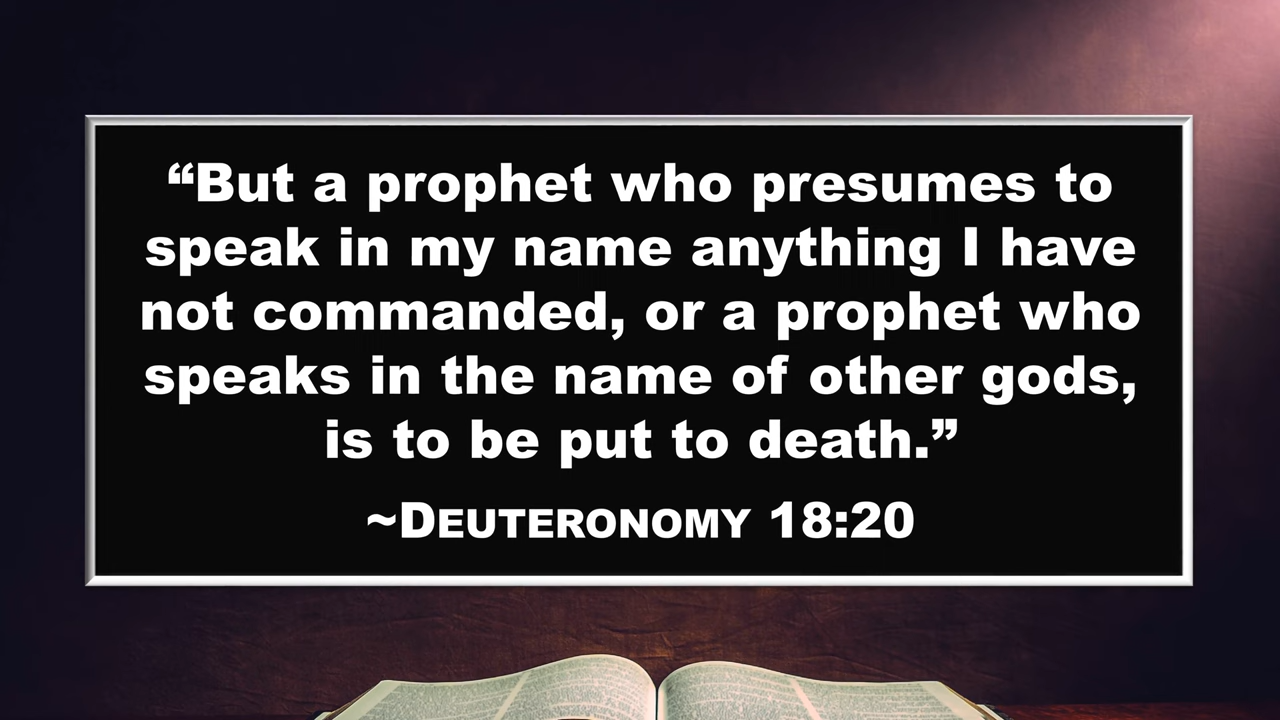 “But a prophet who presumes to
speak in my name anything I have
not commanded, or a prophet who
speaks in the name of other gods,
is to be put to death.”
~DEUTERONOMY 18:20